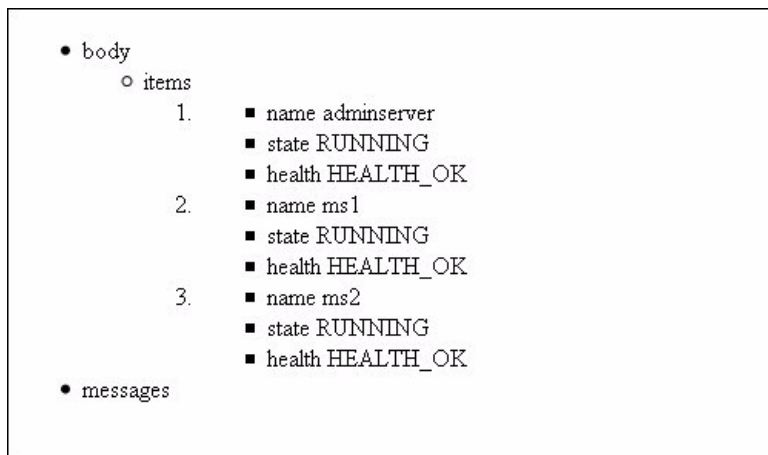 body
items
1. name adminserver
state RUNNING
health HEALTH_OK
2. name ms1
state RUNNING
health HEALTH_OK
3. name ms2
state RUNNING
health HEALTH_OK
messages